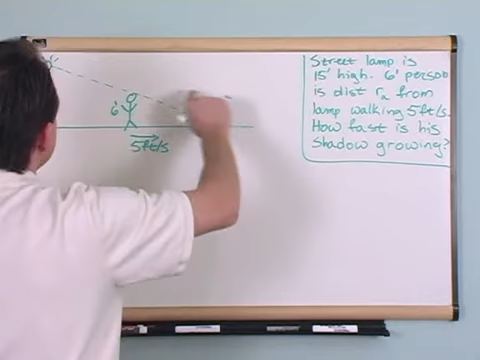 Street lamp is
15' high. 6' person
is dist r_x from
lamp walking 5ft/s.
How fast is his
shadow growing?
6'
5ft/s